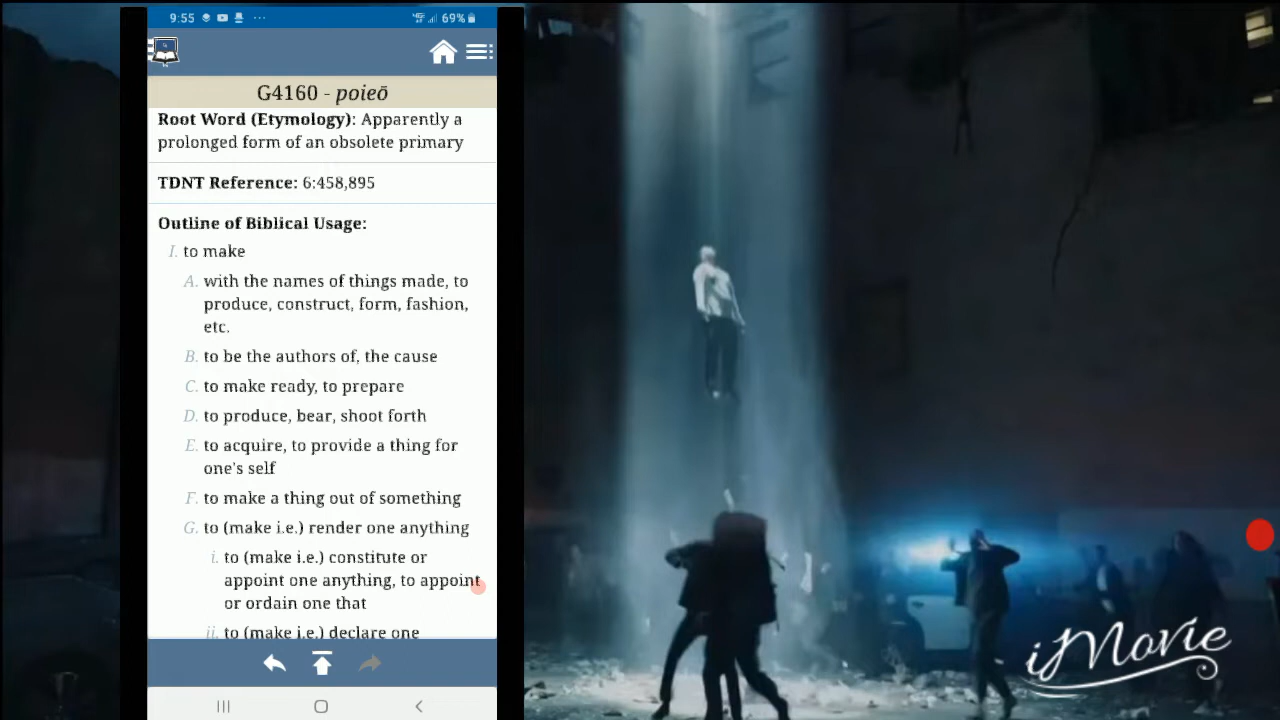 9:55 69%
G4160 - poieō
Root Word (Etymology): Apparently a
prolonged form of an obsolete primary
TDNT Reference: 6:458,895
Outline of Biblical Usage:
I. to make
A. with the names of things made, to
produce, construct, form, fashion,
etc.
B. to be the authors of, the cause
C. to make ready, to prepare
D. to produce, bear, shoot forth
E. to acquire, to provide a thing for
one's self
F. to make a thing out of something
G. to (make i.e.) render one anything
i. to (make i.e.) constitute or
appoint one anything, to appoint
or ordain one that
ii. to (make i.e.) declare one
iMovie